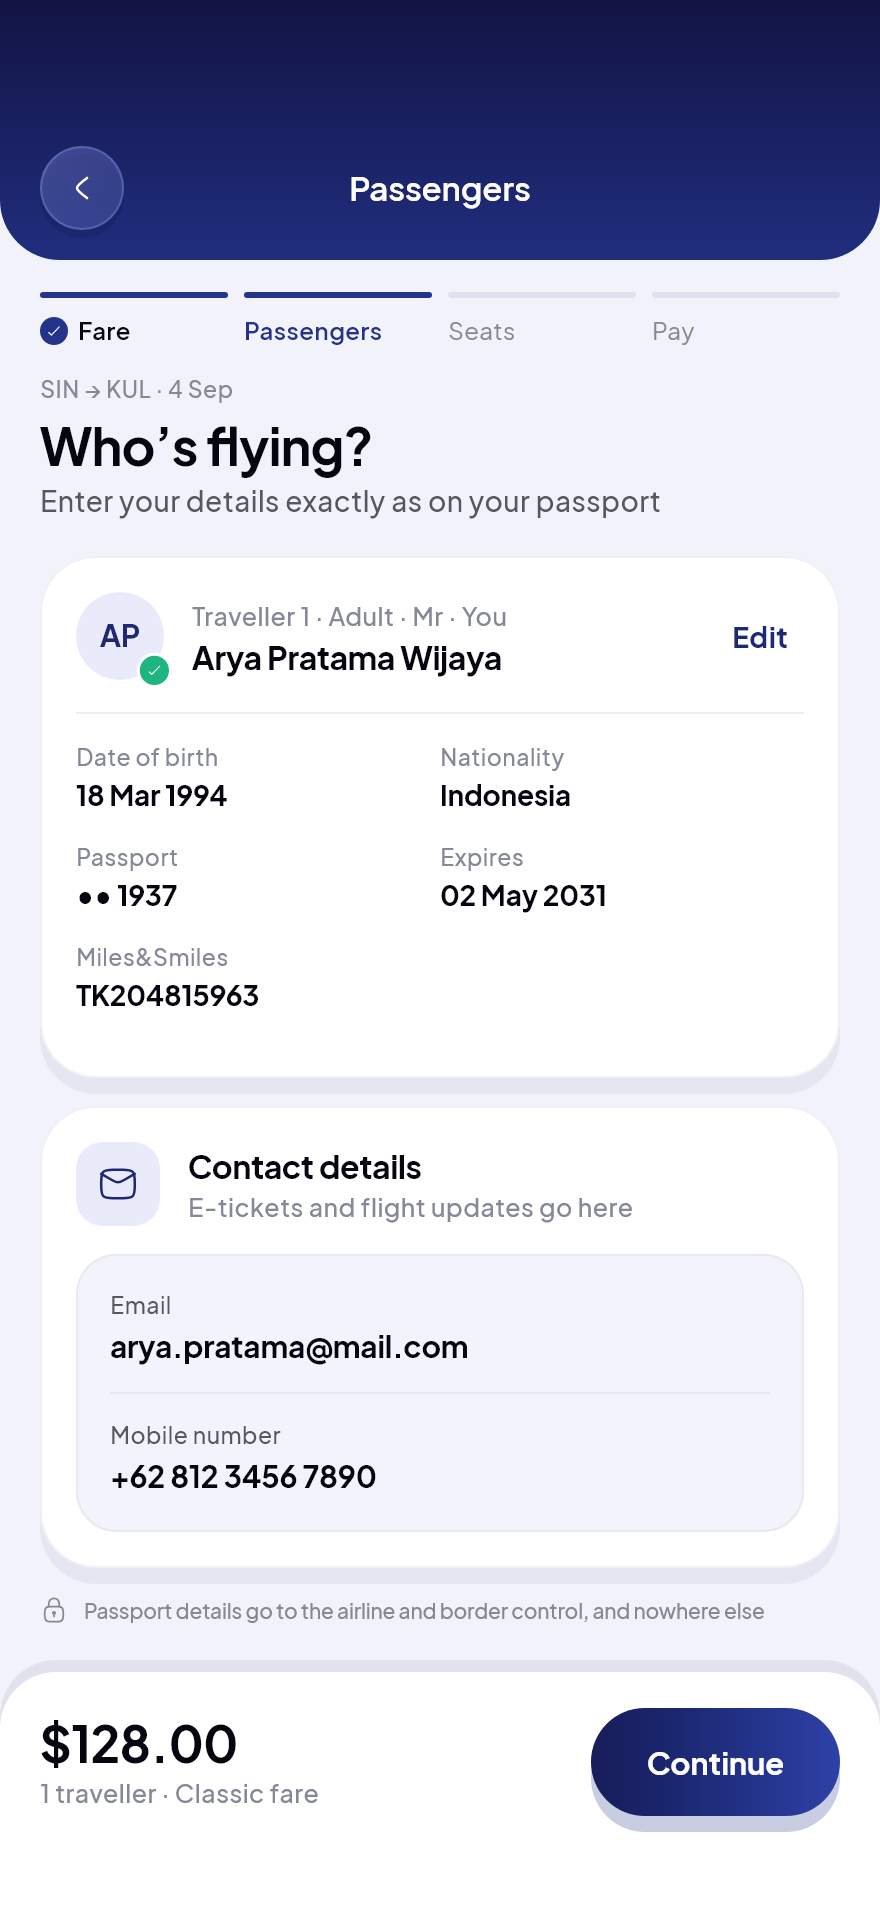 Passengers
Fare
Passengers
Seats
Pay
SIN → KUL · 4 Sep
Who’s flying?
Enter your details exactly as on your passport
AP
Traveller 1 · Adult · Mr · You
Arya Pratama Wijaya
Edit
Date of birth
Nationality
18 Mar 1994
Indonesia
Passport
Expires
•• 1937
02 May 2031
Miles&Smiles
TK204815963
Contact details
E-tickets and flight updates go here
Email
arya.pratama@mail.com
Mobile number
+62 812 3456 7890
Passport details go to the airline and border control, and nowhere else
$128.00
1 traveller · Classic fare
Continue